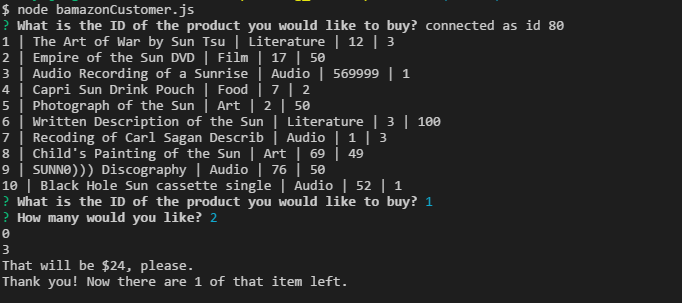 $ node bamazonCustomer.js
? What is the ID of the product you would like to buy? connected as id 80
1 | The Art of War by Sun Tsu | Literature | 12 | 3
2 | Empire of the Sun DVD | Film | 17 | 50
3 | Audio Recording of a Sunrise | Audio | 569999 | 1
4 | Capri Sun Drink Pouch | Food | 7 | 2
5 | Photograph of the Sun | Art | 2 | 50
6 | Written Description of the Sun | Literature | 3 | 100
7 | Recoding of Carl Sagan Describ | Audio | 1 | 3
8 | Child's Painting of the Sun | Art | 69 | 49
9 | SUNN0))) Discography | Audio | 76 | 50
10 | Black Hole Sun cassette single | Audio | 52 | 1
? What is the ID of the product you would like to buy? 1
? How many would you like? 2
0
3
That will be $24, please.
Thank you! Now there are 1 of that item left.